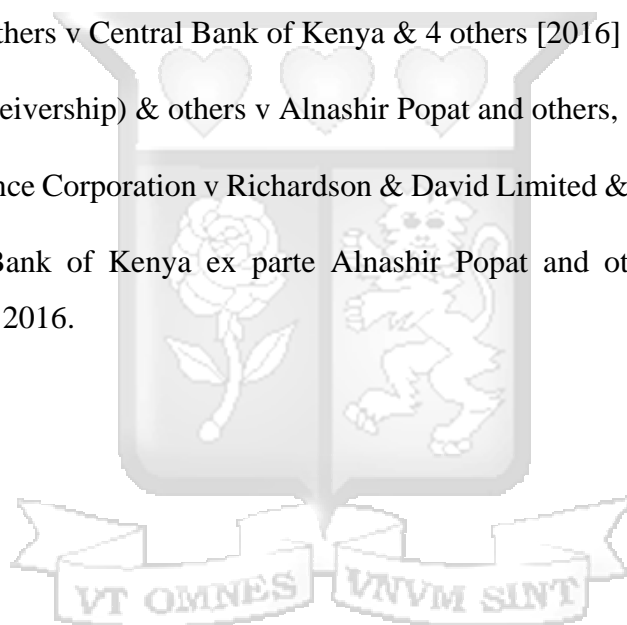 thers v Central Bank of Kenya & 4 others [2016]
eivership) & others v Alnashir Popat and others,
nce Corporation v Richardson & David Limited &
Bank of Kenya ex parte Alnashir Popat and ot
2016.
VT OMNES VNVM SINT